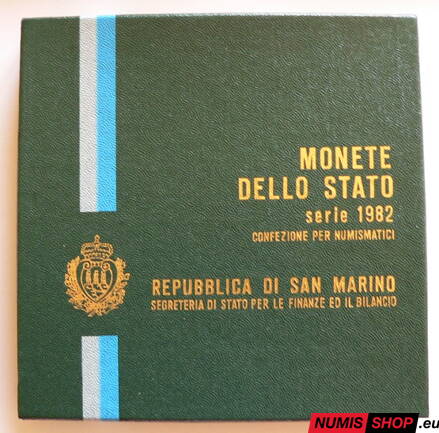 MONETE
DELLO STATO
serie 1982
CONFEZIONE PER NUMISMATICI
REPUBBLICA DI SAN MARINO
SEGRETERIA DI STATO PER LE FINANZE ED IL BILANCIO
NUMIS SHOP.eu